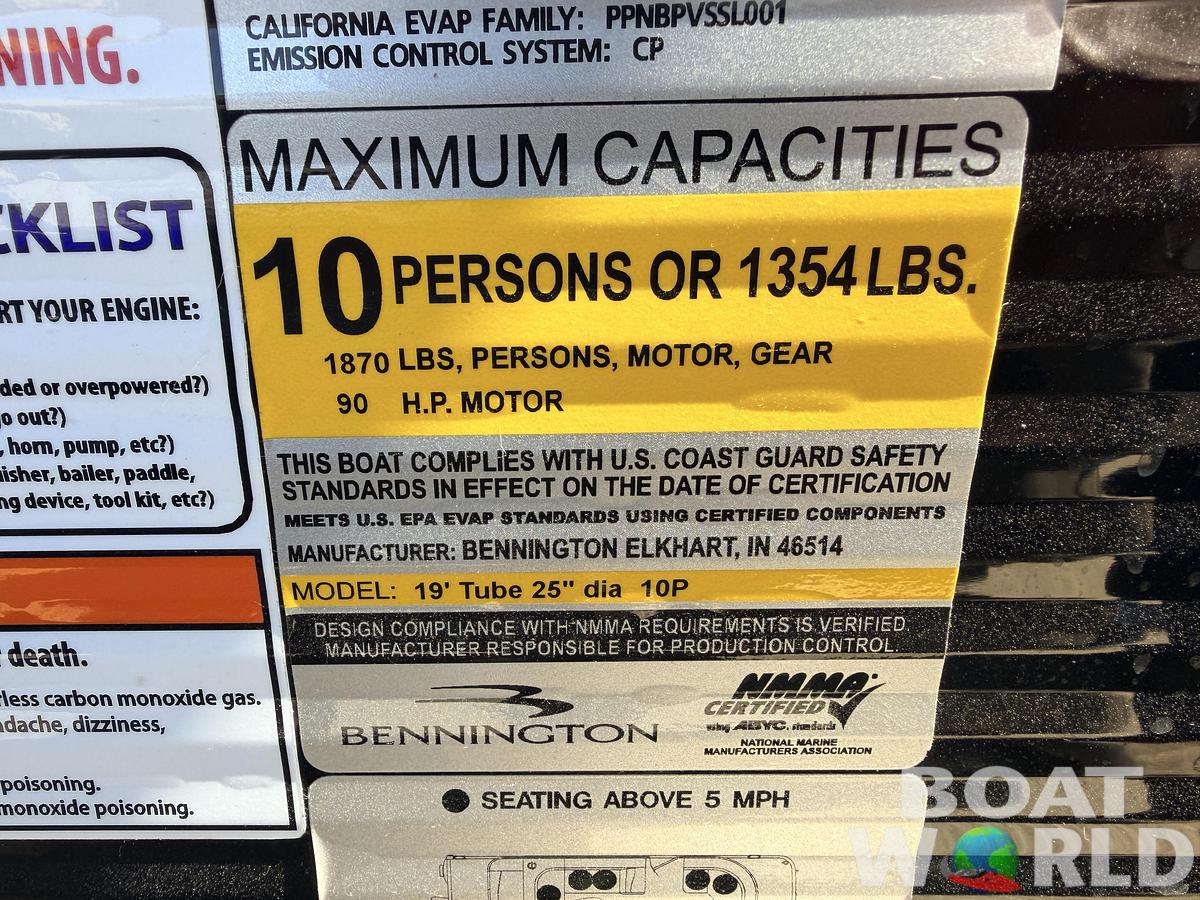 NING.
CKLIST
RT YOUR ENGINE:
ded or overpowered?)
go out?)
, horn, pump, etc?)
isher, bailer, paddle,
ng device, tool kit, etc?)
r death.
rless carbon monoxide gas.
adache, dizziness,
poisoning.
monoxide poisoning.
CALIFORNIA EVAP FAMILY: PPNBPVSSL001
EMISSION CONTROL SYSTEM: CP
MAXIMUM CAPACITIES
10 PERSONS OR 1354 LBS.
1870 LBS, PERSONS, MOTOR, GEAR
90 H.P. MOTOR
THIS BOAT COMPLIES WITH U.S. COAST GUARD SAFETY
STANDARDS IN EFFECT ON THE DATE OF CERTIFICATION
MEETS U.S. EPA EVAP STANDARDS USING CERTIFIED COMPONENTS
MANUFACTURER: BENNINGTON ELKHART, IN 46514
MODEL: 19' Tube 25" dia 10P
DESIGN COMPLIANCE WITH NMMA REQUIREMENTS IS VERIFIED.
MANUFACTURER RESPONSIBLE FOR PRODUCTION CONTROL.
BENNINGTON
NMMA
CERTIFIED
using ABYC. standards
NATIONAL MARINE
MANUFACTURERS ASSOCIATION
SEATING ABOVE 5 MPH
BOAT
WORLD